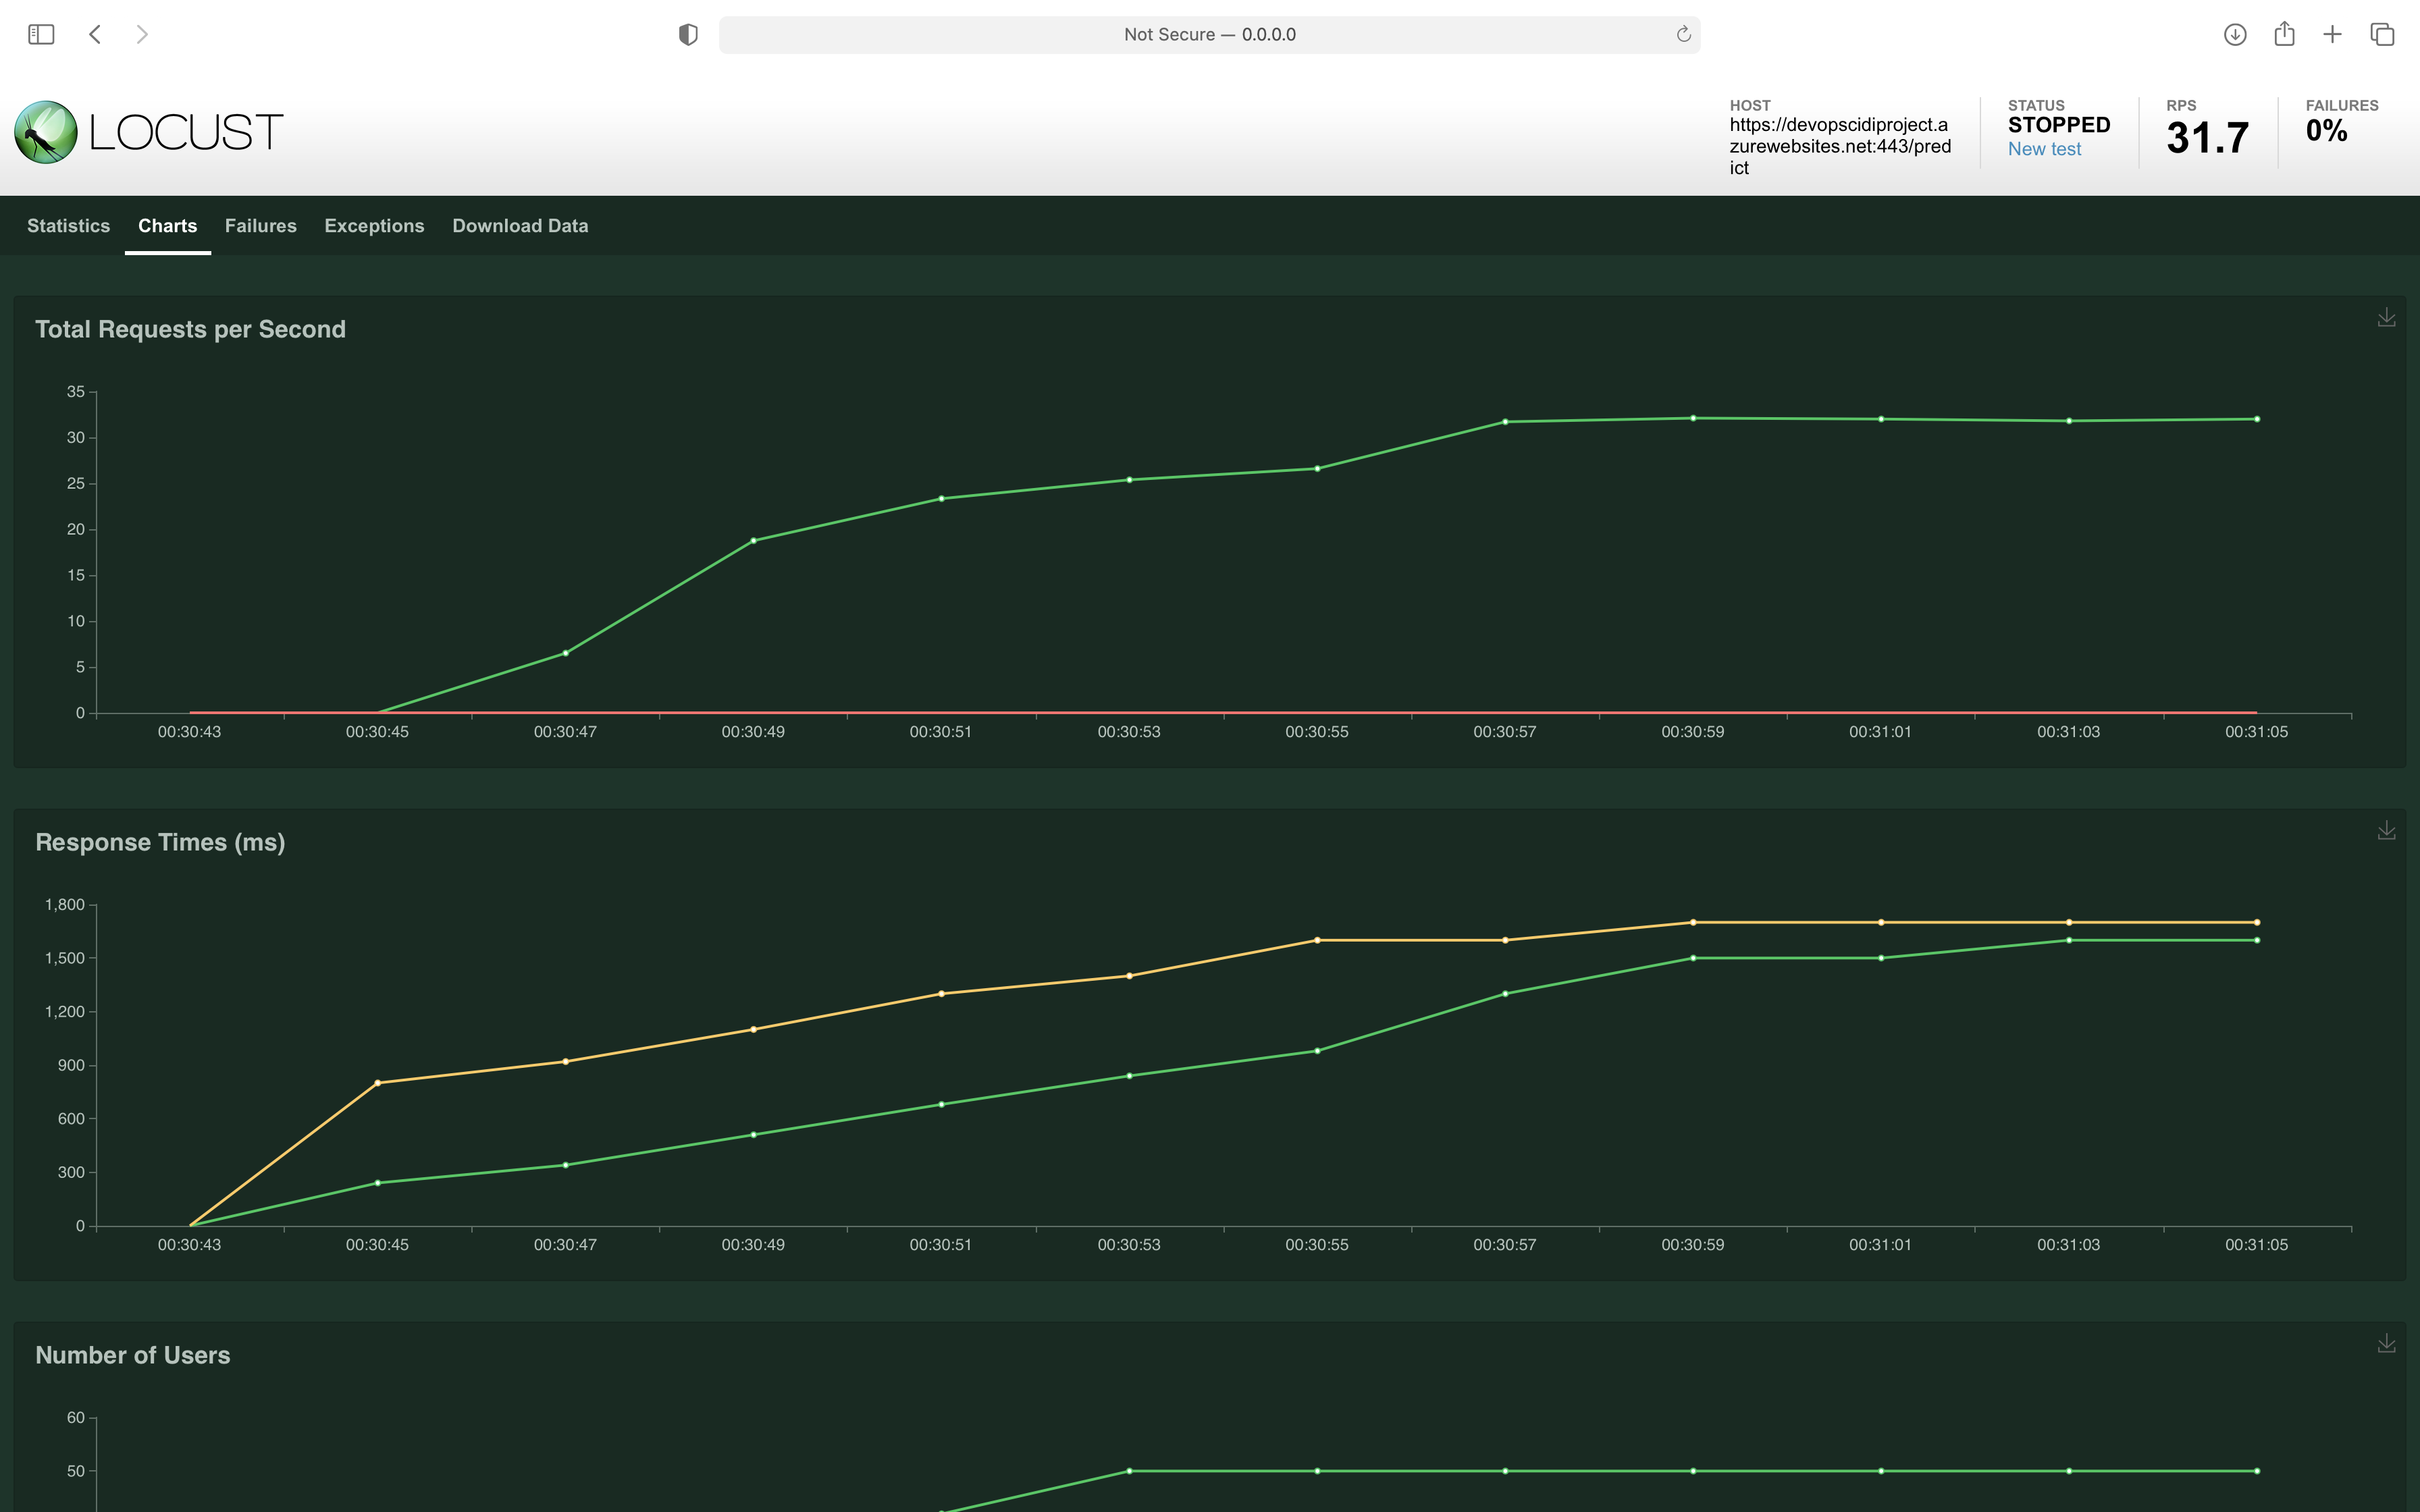 Not Secure — 0.0.0.0
LOCUST
HOST
https://devopscidiproject.a
zurewebsites.net:443/pred
ict
STATUS
STOPPED
New test
RPS
31.7
FAILURES
0%
Statistics Charts Failures Exceptions Download Data
Total Requests per Second
35
30
25
20
15
10
5
0
00:30:43 00:30:45 00:30:47 00:30:49 00:30:51 00:30:53 00:30:55 00:30:57 00:30:59 00:31:01 00:31:03 00:31:05
Response Times (ms)
1,800
1,500
1,200
900
600
300
0
00:30:43 00:30:45 00:30:47 00:30:49 00:30:51 00:30:53 00:30:55 00:30:57 00:30:59 00:31:01 00:31:03 00:31:05
Number of Users
60
50